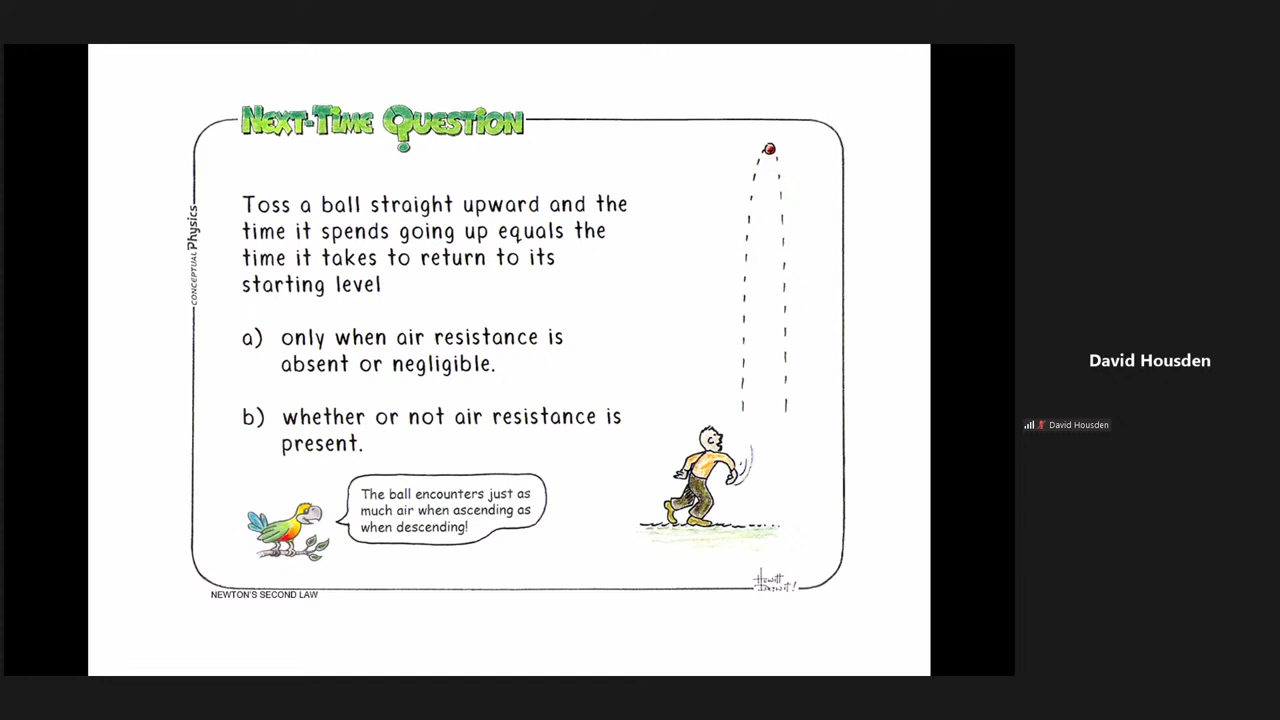 NEXT-TIME QUESTION
CONCEPTUAL Physics
Toss a ball straight upward and the
time it spends going up equals the
time it takes to return to its
starting level
a) only when air resistance is
absent or negligible.
b) whether or not air resistance is
present.
The ball encounters just as
much air when ascending as
when descending!
Hewitt
Drewit!
NEWTON'S SECOND LAW
David Housden
David Housden